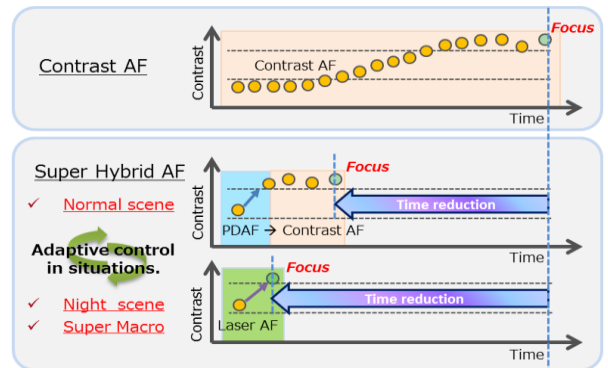 Contrast AF
Contrast
Contrast AF
Focus
Time
Super Hybrid AF
✓ Normal scene
Adaptive control
in situations.
✓ Night scene
✓ Super Macro
Contrast
Focus
Time reduction
PDAF → Contrast AF
Time
Contrast
Focus
Time reduction
Laser AF
Time